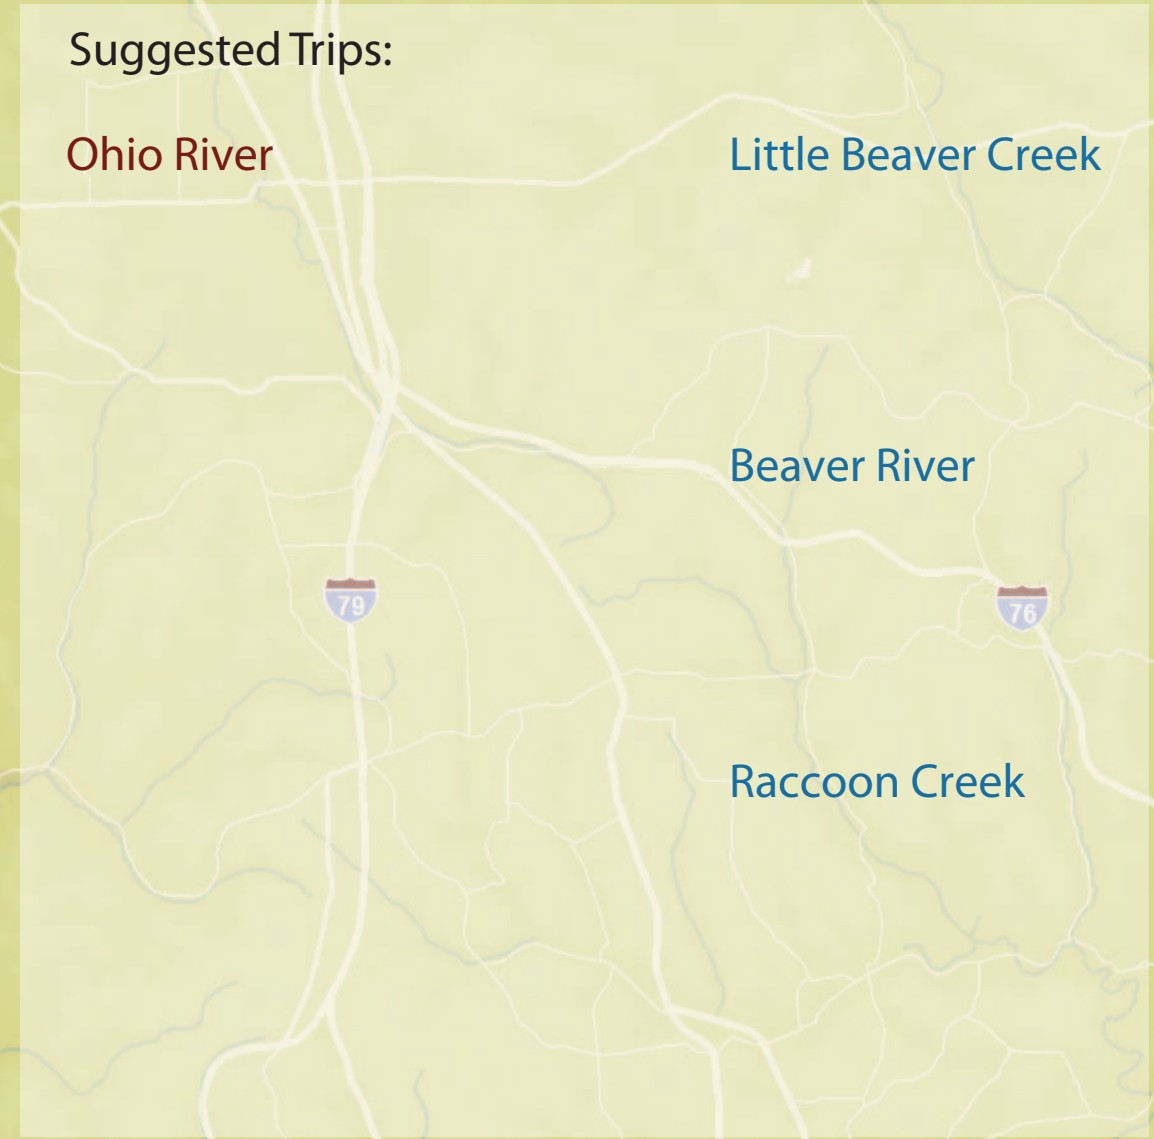 Suggested Trips:
Ohio River
Little Beaver Creek
Beaver River
79
76
Raccoon Creek